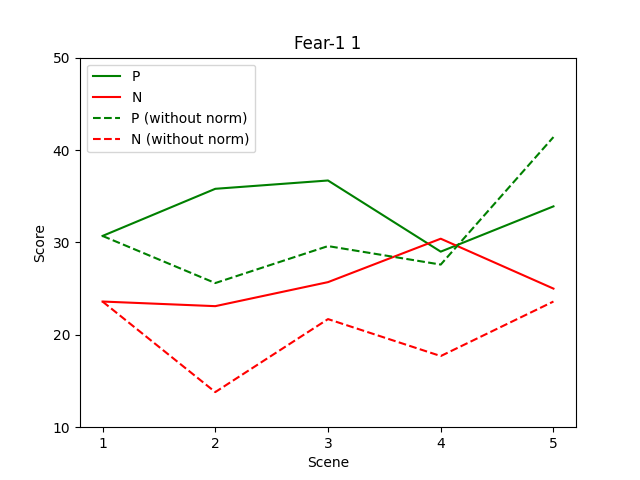 Fear-1 1
P
N
P (without norm)
N (without norm)
50
40
30
20
10
Score
1 2 3 4 5
Scene